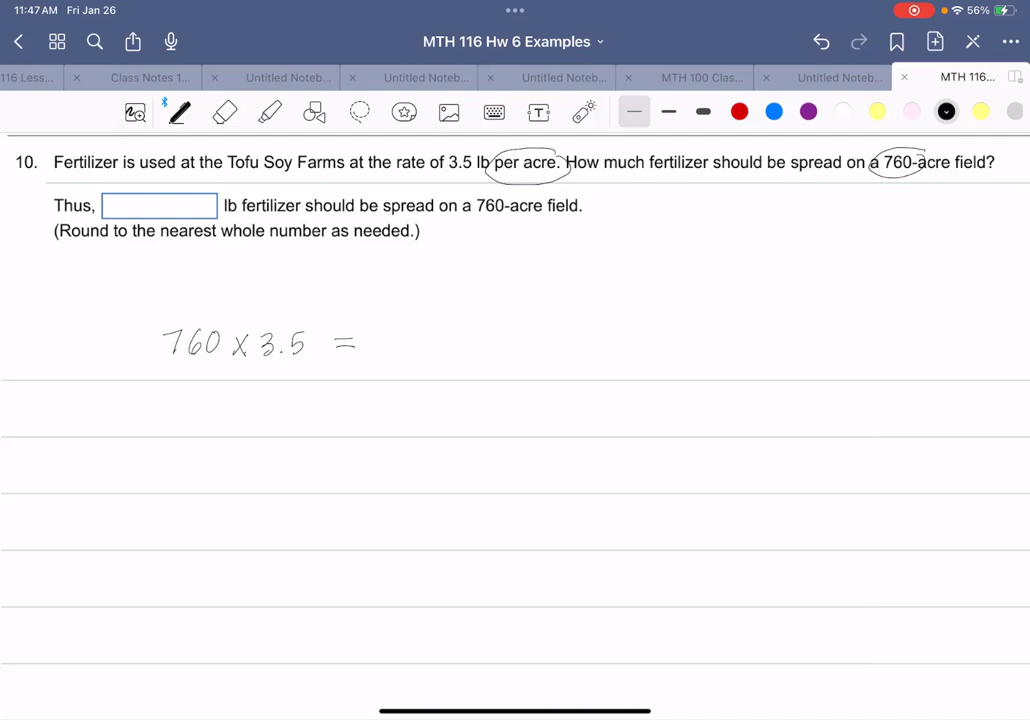 11:47 AM Fri Jan 26
56%
MTH 116 Hw 6 Examples
116 Less... Class Notes 1... Untitled Noteb... Untitled Noteb... Untitled Noteb... MTH 100 Clas... Untitled Noteb... MTH 116...
10. Fertilizer is used at the Tofu Soy Farms at the rate of 3.5 lb per acre. How much fertilizer should be spread on a 760-acre field?
Thus, lb fertilizer should be spread on a 760-acre field.
(Round to the nearest whole number as needed.)
760 x 3.5 =